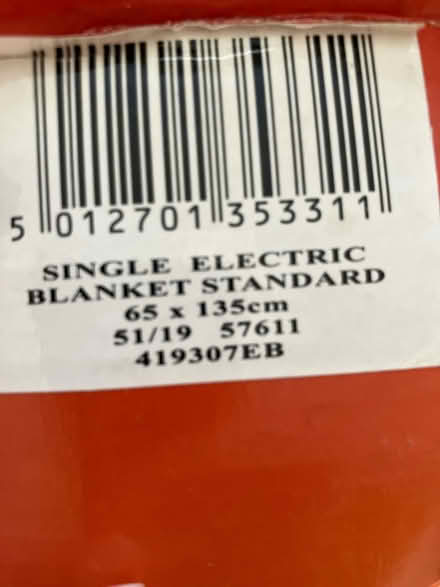 5 012701 353311
SINGLE ELECTRIC
BLANKET STANDARD
65 x 135cm
51/19 57611
419307EB